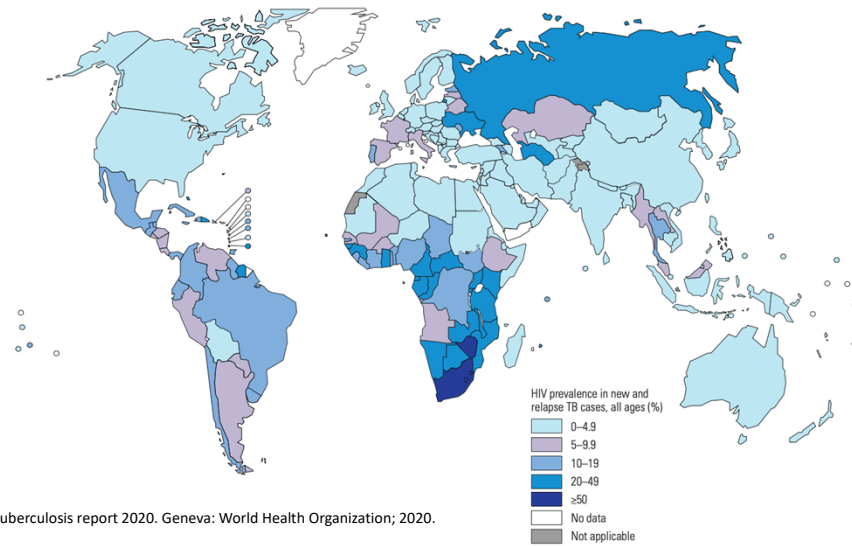 HIV prevalence in new and
relapse TB cases, all ages (%)
0–4.9
5–9.9
10–19
20–49
≥50
No data
Not applicable
uberculosis report 2020. Geneva: World Health Organization; 2020.